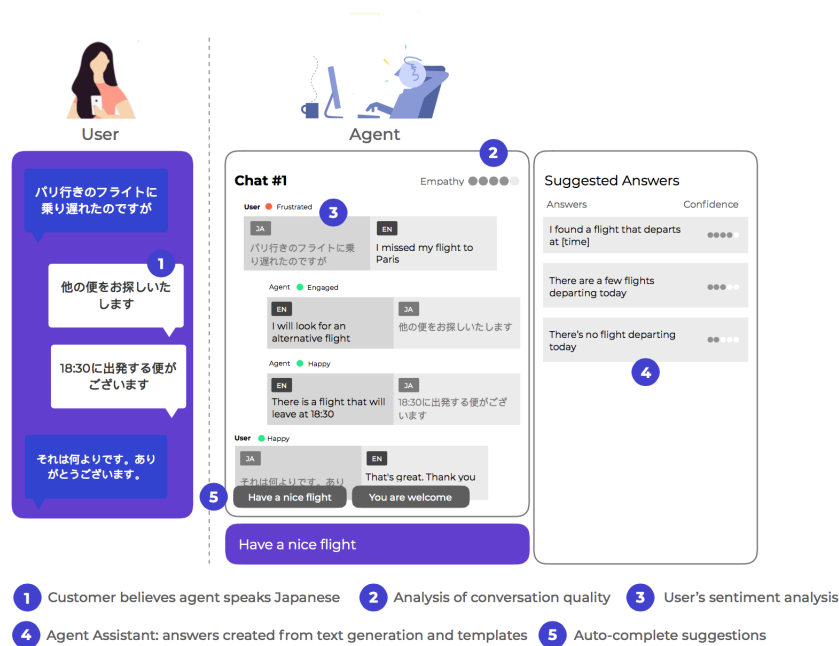 User
Agent
パリ行きのフライトに
乗り遅れたのですが
1
他の便をお探しいた
します
18:30に出発する便が
ございます
それは何よりです。あり
がとうございます。
2
Chat #1
Empathy
User
Frustrated
3
JA
パリ行きのフライトに乗
り遅れたのですが
EN
I missed my flight to
Paris
Agent
Engaged
EN
I will look for an
alternative flight
JA
他の便をお探しいたします
Agent
Happy
EN
There is a flight that will
leave at 18:30
JA
18:30に出発する便がござ
います
User
Happy
JA
それは何よりです。あり
EN
That's great. Thank you
5
Have a nice flight
You are welcome
Have a nice flight
Suggested Answers
Answers
Confidence
I found a flight that departs
at [time]
There are a few flights
departing today
There's no flight departing
today
4
1 Customer believes agent speaks Japanese
2 Analysis of conversation quality
3 User's sentiment analysis
4 Agent Assistant: answers created from text generation and templates
5 Auto-complete suggestions